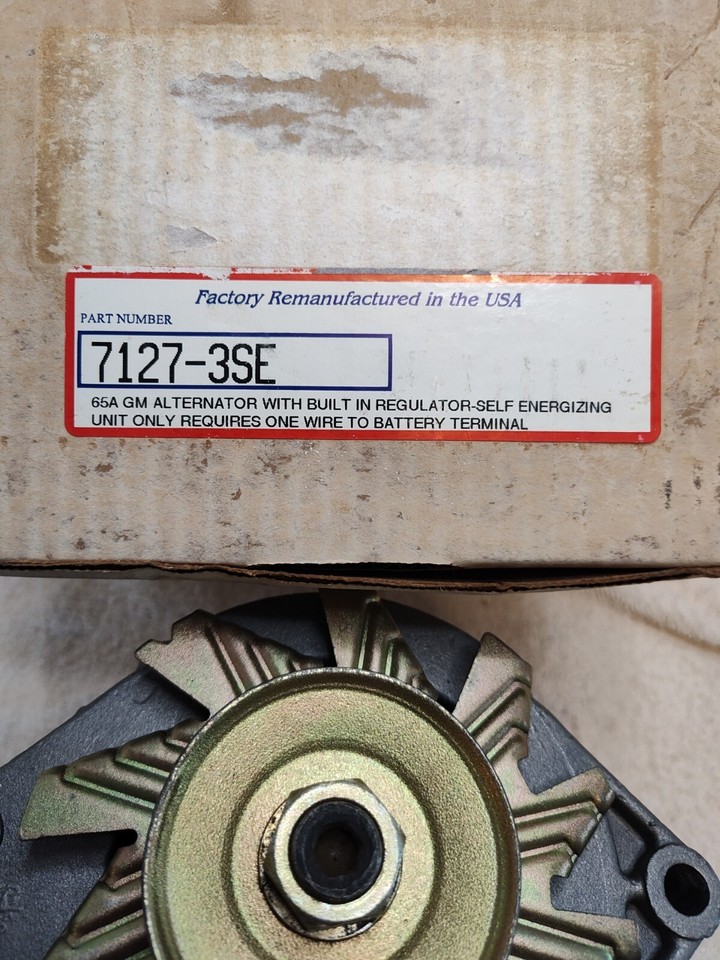 Factory Remanufactured in the USA
PART NUMBER
7127-3SE
65A GM ALTERNATOR WITH BUILT IN REGULATOR-SELF ENERGIZING
UNIT ONLY REQUIRES ONE WIRE TO BATTERY TERMINAL